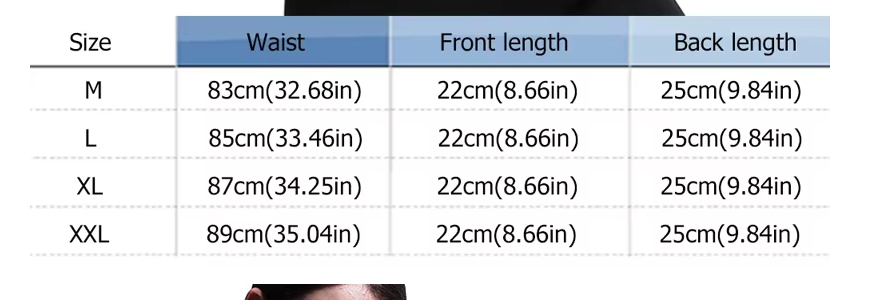 Size Waist Front length Back length
M 83cm(32.68in) 22cm(8.66in) 25cm(9.84in)
L 85cm(33.46in) 22cm(8.66in) 25cm(9.84in)
XL 87cm(34.25in) 22cm(8.66in) 25cm(9.84in)
XXL 89cm(35.04in) 22cm(8.66in) 25cm(9.84in)